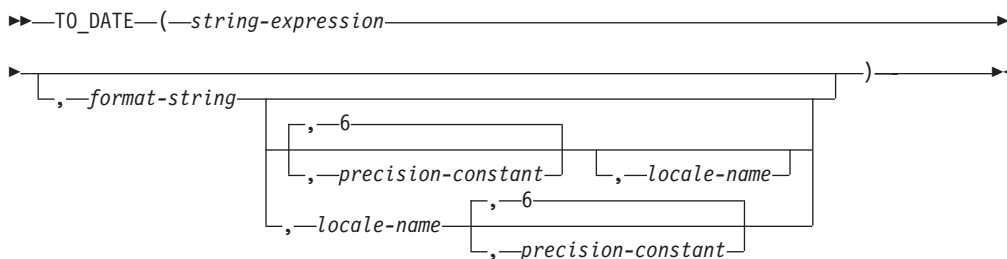 TO_DATE ( string-expression
)
, format-string
, 6
, precision-constant
, locale-name
, locale-name
, 6
, precision-constant